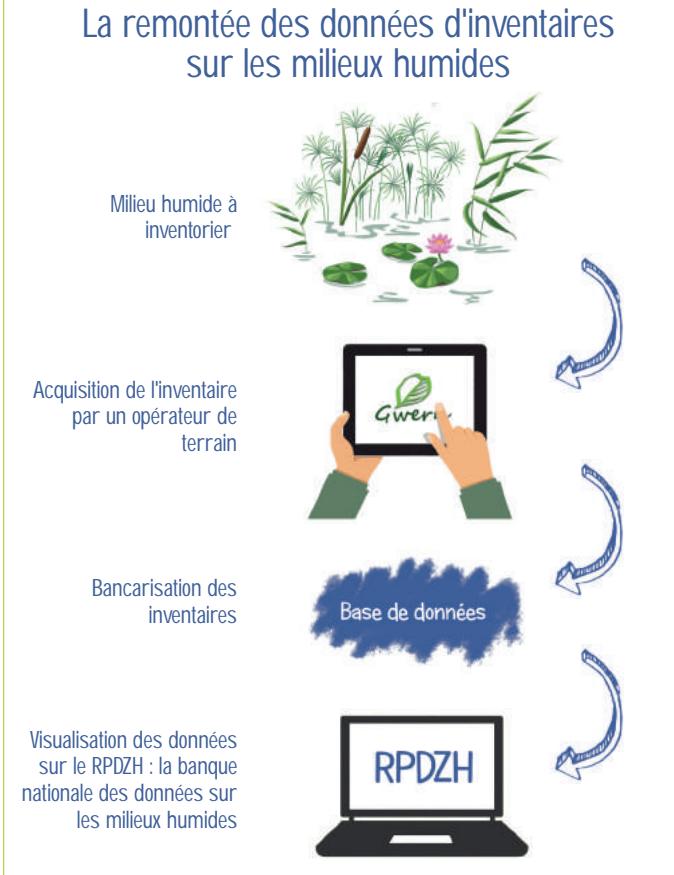 La remontée des données d'inventaires
sur les milieux humides
Milieu humide à
inventorier
Acquisition de l'inventaire
par un opérateur de
terrain
Gwern
Bancarisation des
inventaires
Base de données
Visualisation des données
sur le RPDZH : la banque
nationale des données sur
les milieux humides
RPDZH